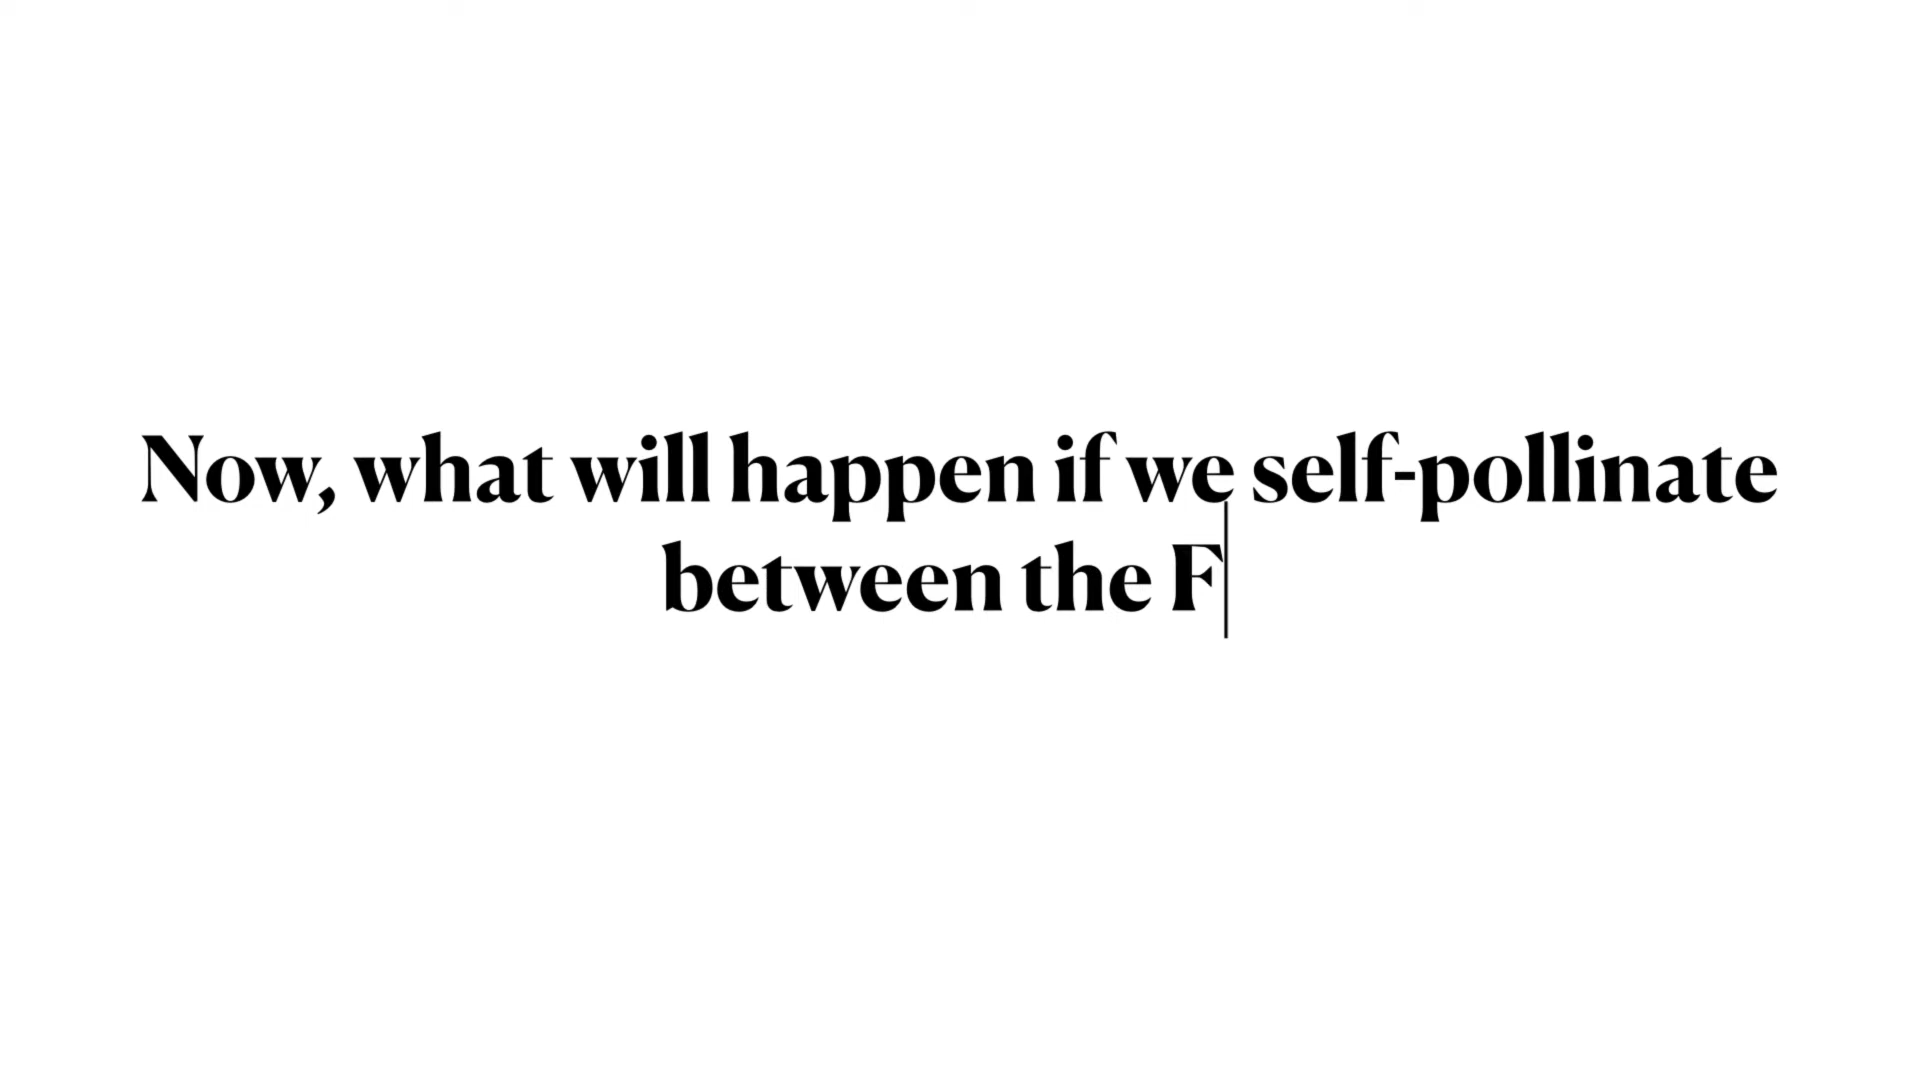 Now, what will happen if we self-pollinate
between the F